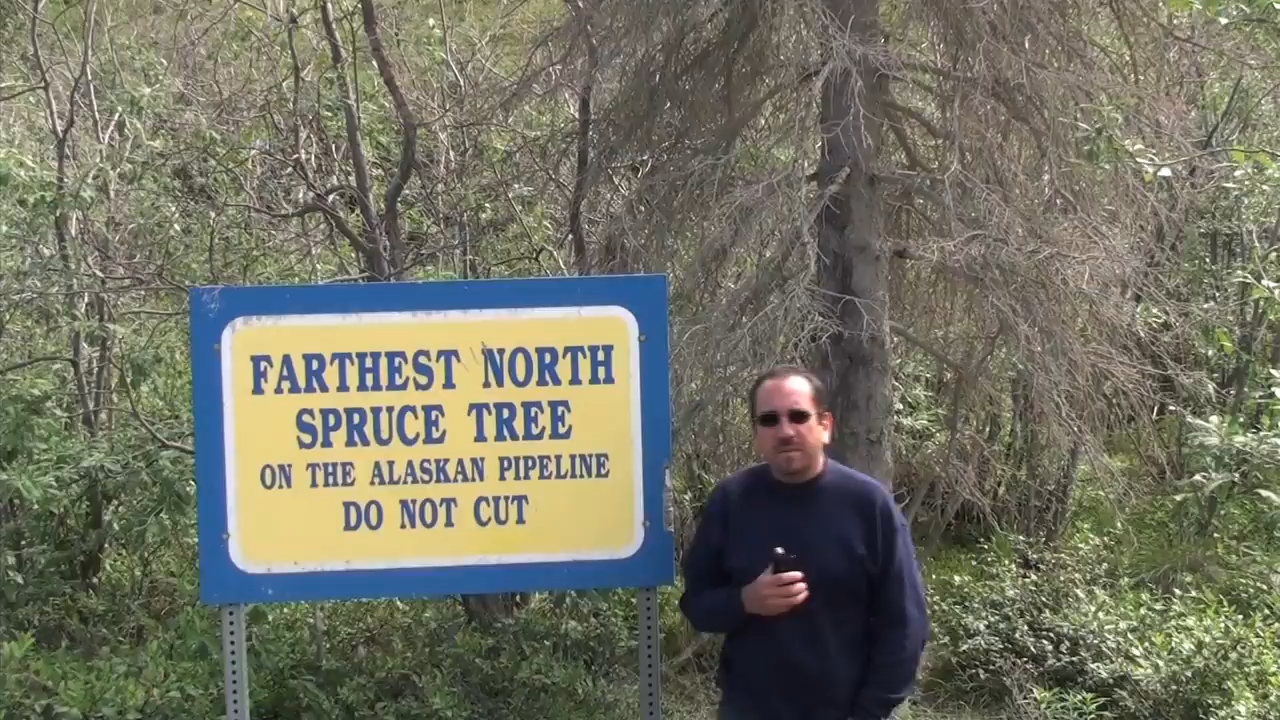 FARTHEST NORTH
SPRUCE TREE
ON THE ALASKAN PIPELINE
DO NOT CUT